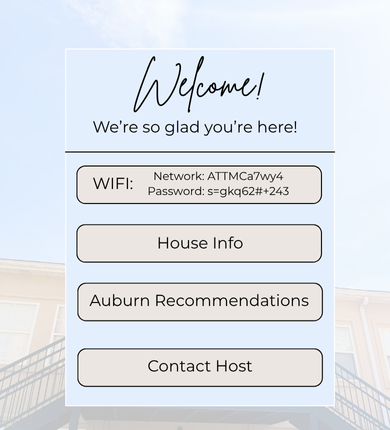 Welcome!
We're so glad you're here!
WIFI:
Network: ATTMCa7wy4
Password: s=gkq62#+243
House Info
Auburn Recommendations
Contact Host